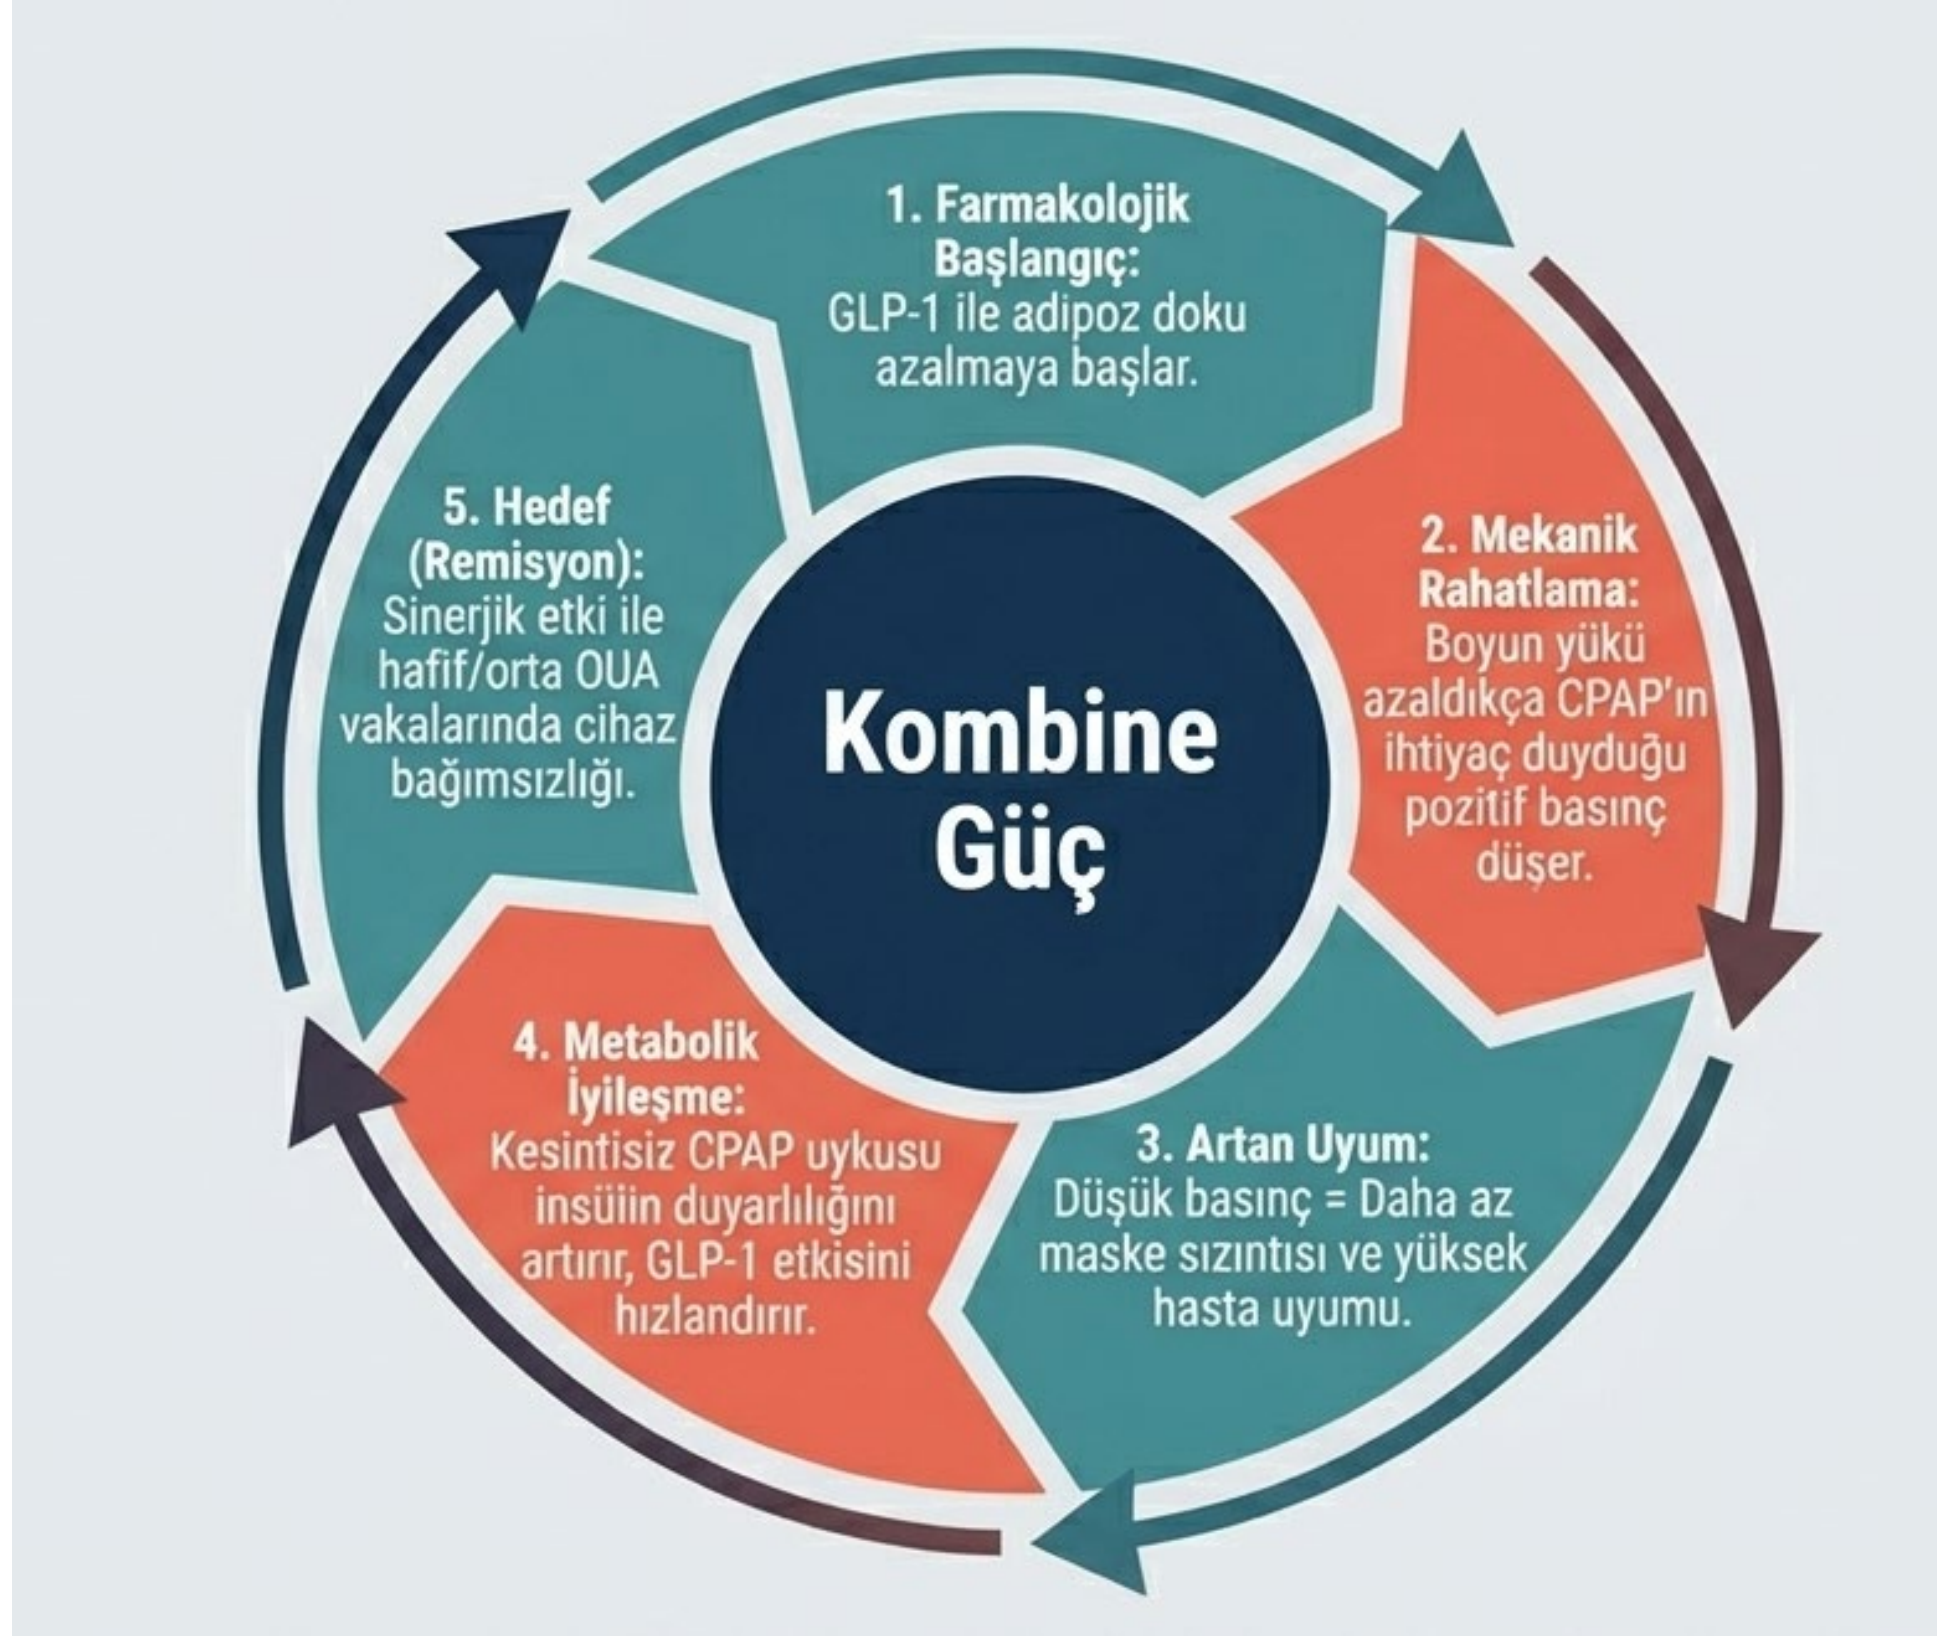 1. Farmakolojik
Başlangıç:
GLP-1 ile adipoz doku
azalmaya başlar.
2. Mekanik
Rahatlama:
Boyun yükü
azaldıkça CPAP'ın
ihtiyaç duyduğu
pozitif basınç
düşer.
3. Artan Uyum:
Düşük basınç = Daha az
maske sızıntısı ve yüksek
hasta uyumu.
4. Metabolik
İyileşme:
Kesintisiz CPAP uykusu
insülin duyarlılığını
artırır, GLP-1 etkisini
hızlandırır.
5. Hedef
(Remisyon):
Sinerjik etki ile
hafif/orta OUA
vakalarında cihaz
bağımsızlığı.
Kombine
Güç